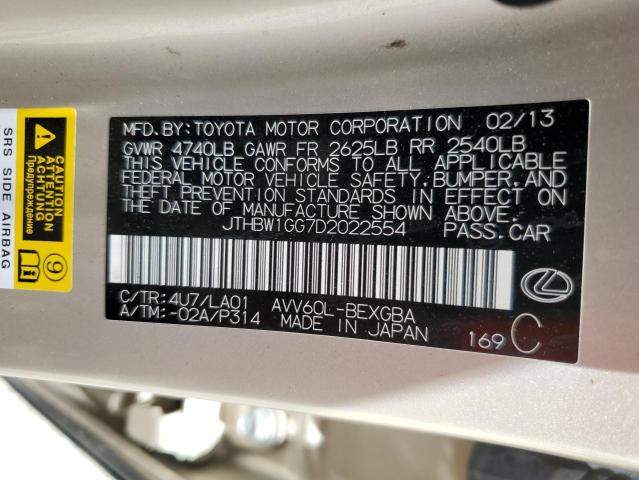 MFD.BY:TOYOTA MOTOR CORPORATION 02/13
GVWR 4740LB GAWR FR 2625LB RR 2540LB
THIS VEHICLE CONFORMS TO ALL APPLICABLE
FEDERAL MOTOR VEHICLE SAFETY,BUMPER,AND
THEFT PREVENTION STANDARDS IN EFFECT ON
THE DATE OF MANUFACTURE SHOWN ABOVE.
JTHBW1GG7D2022554 PASS.CAR
C/TR:4U7/LA01 AVV60L-BEXGBA
A/TM:-02A/P314 MADE IN JAPAN
169 C
SRS SIDE AIRBAG
ATTENTION
ACHTUNG
Предупреждение
9